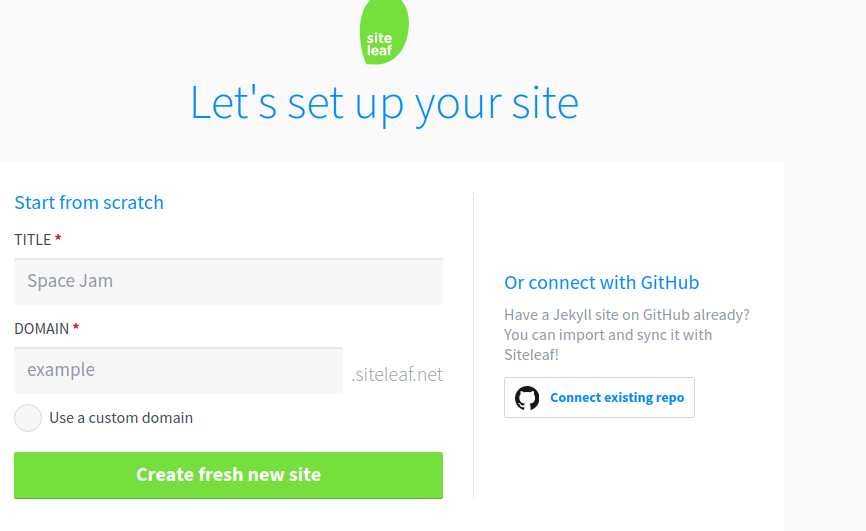 site
leaf
Let's set up your site
Start from scratch
TITLE *
Space Jam
DOMAIN *
example
.siteleaf.net
Use a custom domain
Create fresh new site
Or connect with GitHub
Have a Jekyll site on GitHub already?
You can import and sync it with
Siteleaf!
Connect existing repo